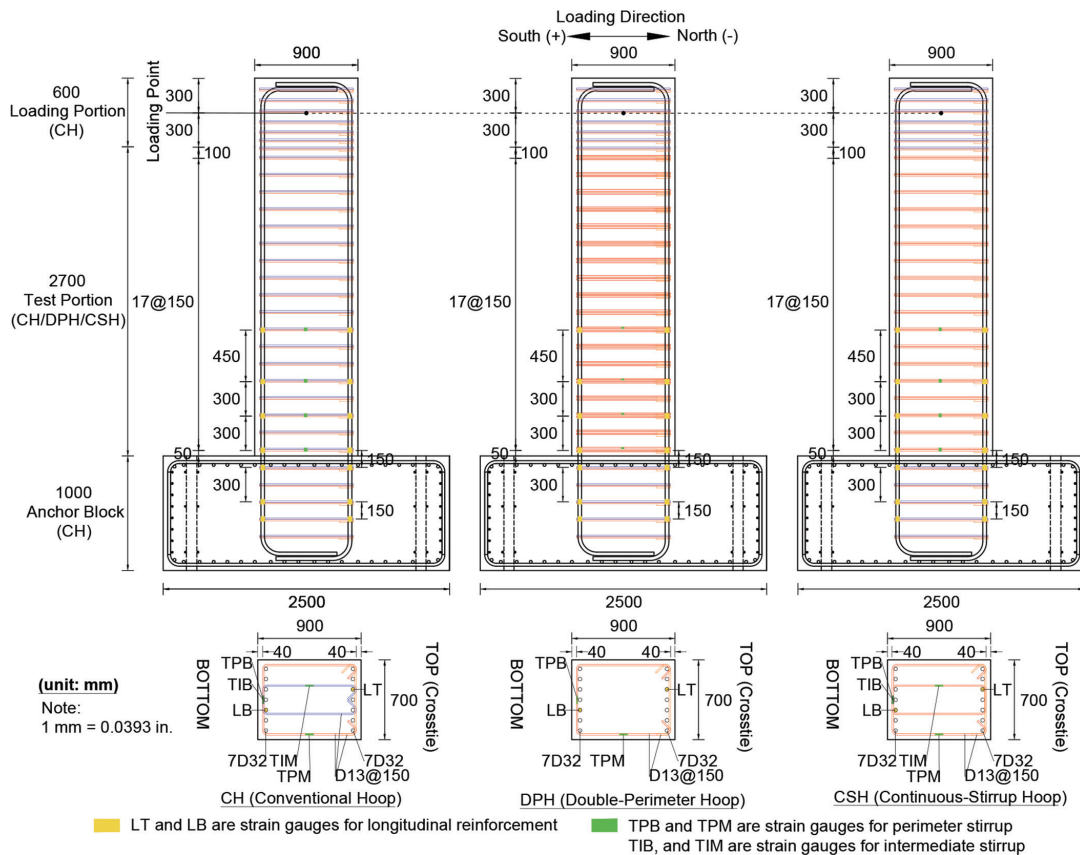 Loading Direction
South (+) North (-)
900 900 900
600
Loading Portion
(CH)
Loading Point
300 300 300
300 300 300
100 100 100
2700
Test Portion
(CH/DPH/CSH)
17@150 17@150 17@150
450 450 450
300 300 300
300 300 300
50 150 50 150 50 150
1000
Anchor Block
(CH)
300 300 300
150 150 150
2500 2500 2500
900 900 900
40 40 40 40 40 40
(unit: mm)
Note:
1 mm = 0.0393 in.
BOTTOM
TPB
TIB
LB
LT
700
TOP (Crosstie)
7D32 TIM 7D32
TPM D13@150
CH (Conventional Hoop)
BOTTOM
TPB
LB
LT
700
TOP (Crosstie)
7D32 TPM 7D32
D13@150
DPH (Double-Perimeter Hoop)
BOTTOM
TPB
TIB
LB
LT
700
TOP (Crosstie)
7D32 TIM 7D32
TPM D13@150
CSH (Continuous-Stirrup Hoop)
LT and LB are strain gauges for longitudinal reinforcement
TPB and TPM are strain gauges for perimeter stirrup
TIB, and TIM are strain gauges for intermediate stirrup